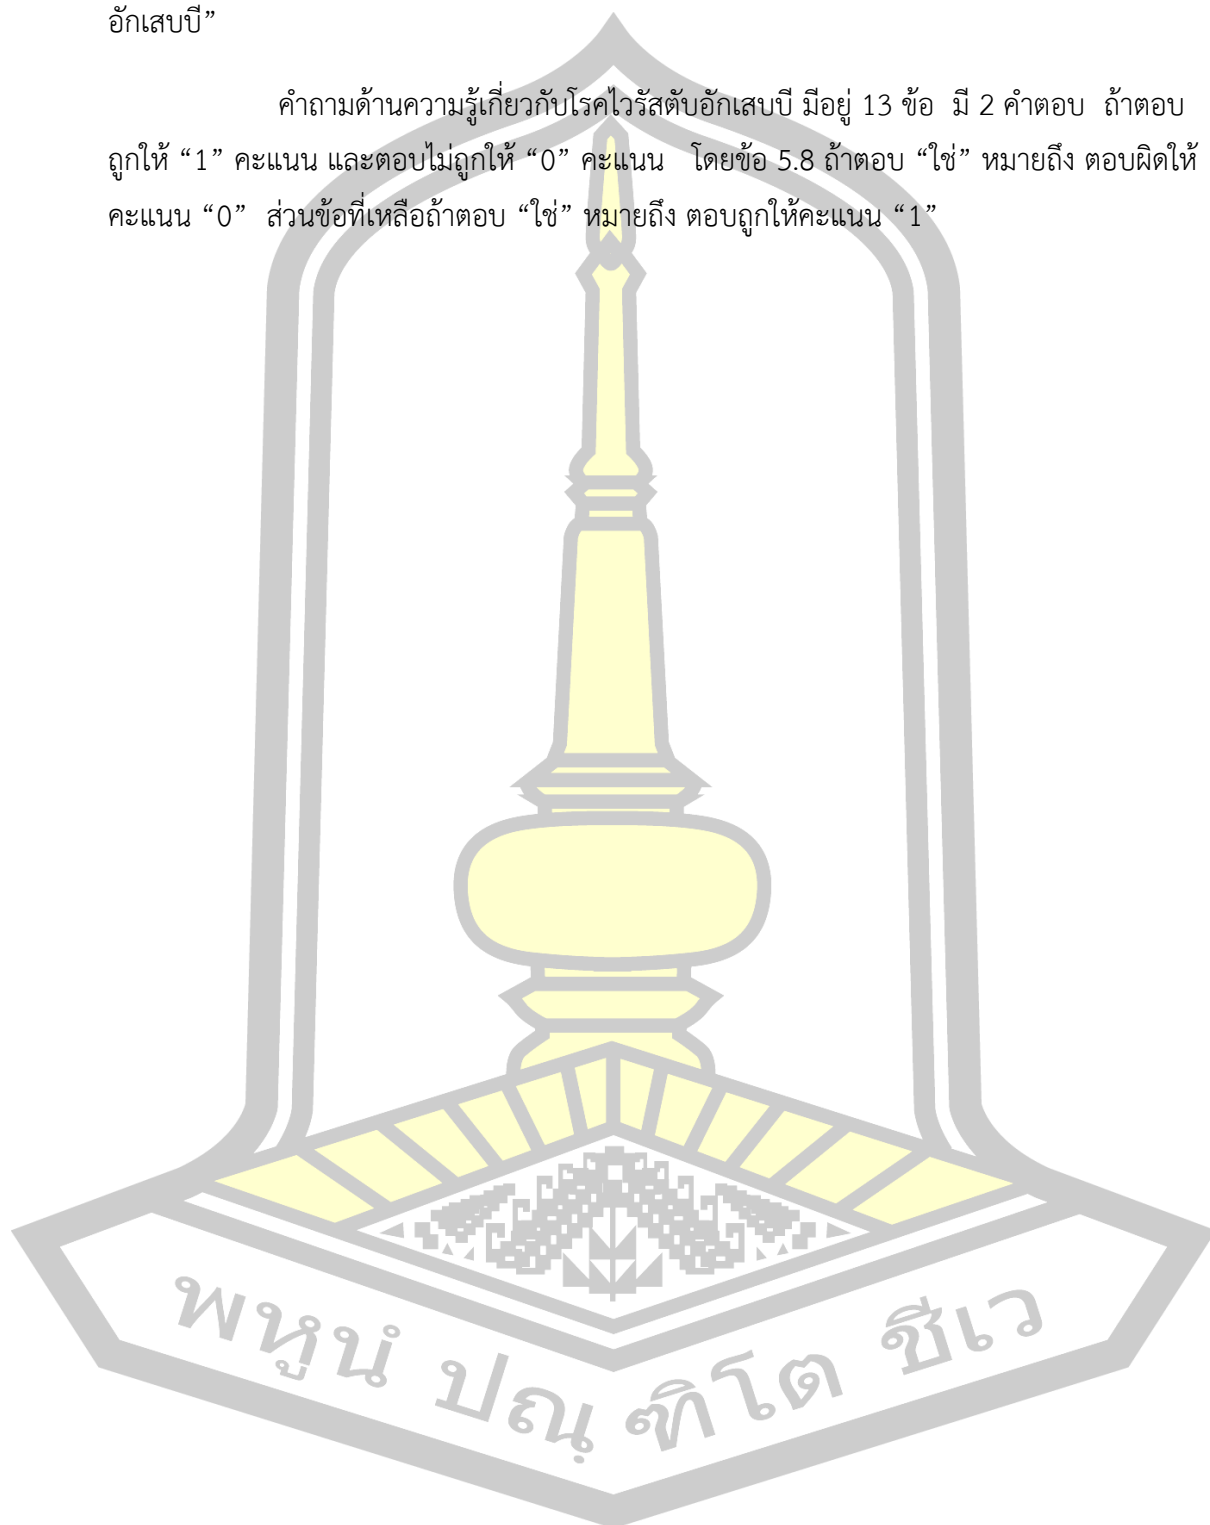 อักเสบบี”
คำถามด้านความรู้เกี่ยวกับโรคไวรัสตับอักเสบบี มีอยู่ 13 ข้อ มี 2 คำตอบ ถ้าตอบ
ถูกให้ “1” คะแนน และตอบไม่ถูกให้ “0” คะแนน โดยข้อ 5.8 ถ้าตอบ “ใช่” หมายถึง ตอบผิดให้
คะแนน “0” ส่วนข้อที่เหลือถ้าตอบ “ใช่” หมายถึง ตอบถูกให้คะแนน “1”
พหูนํ ปณฺ ฑิโต ชีเว